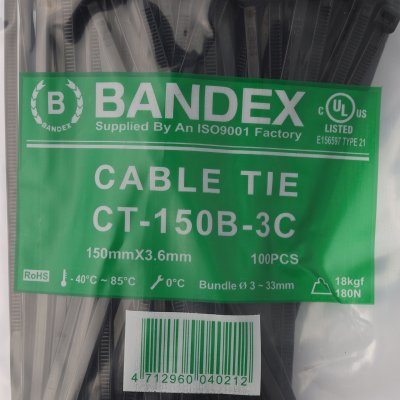 B
BANDEX
BANDEX
Supplied By An ISO9001 Factory
C UL US
LISTED
E156597 TYPE 21
CABLE TIE
CT-150B-3C
150mmX3.6mm 100PCS
RoHS
-40°C ~ 85°C 0°C Bundle Ø 3 ~ 33mm 18kgf
180N
4 712960 040212